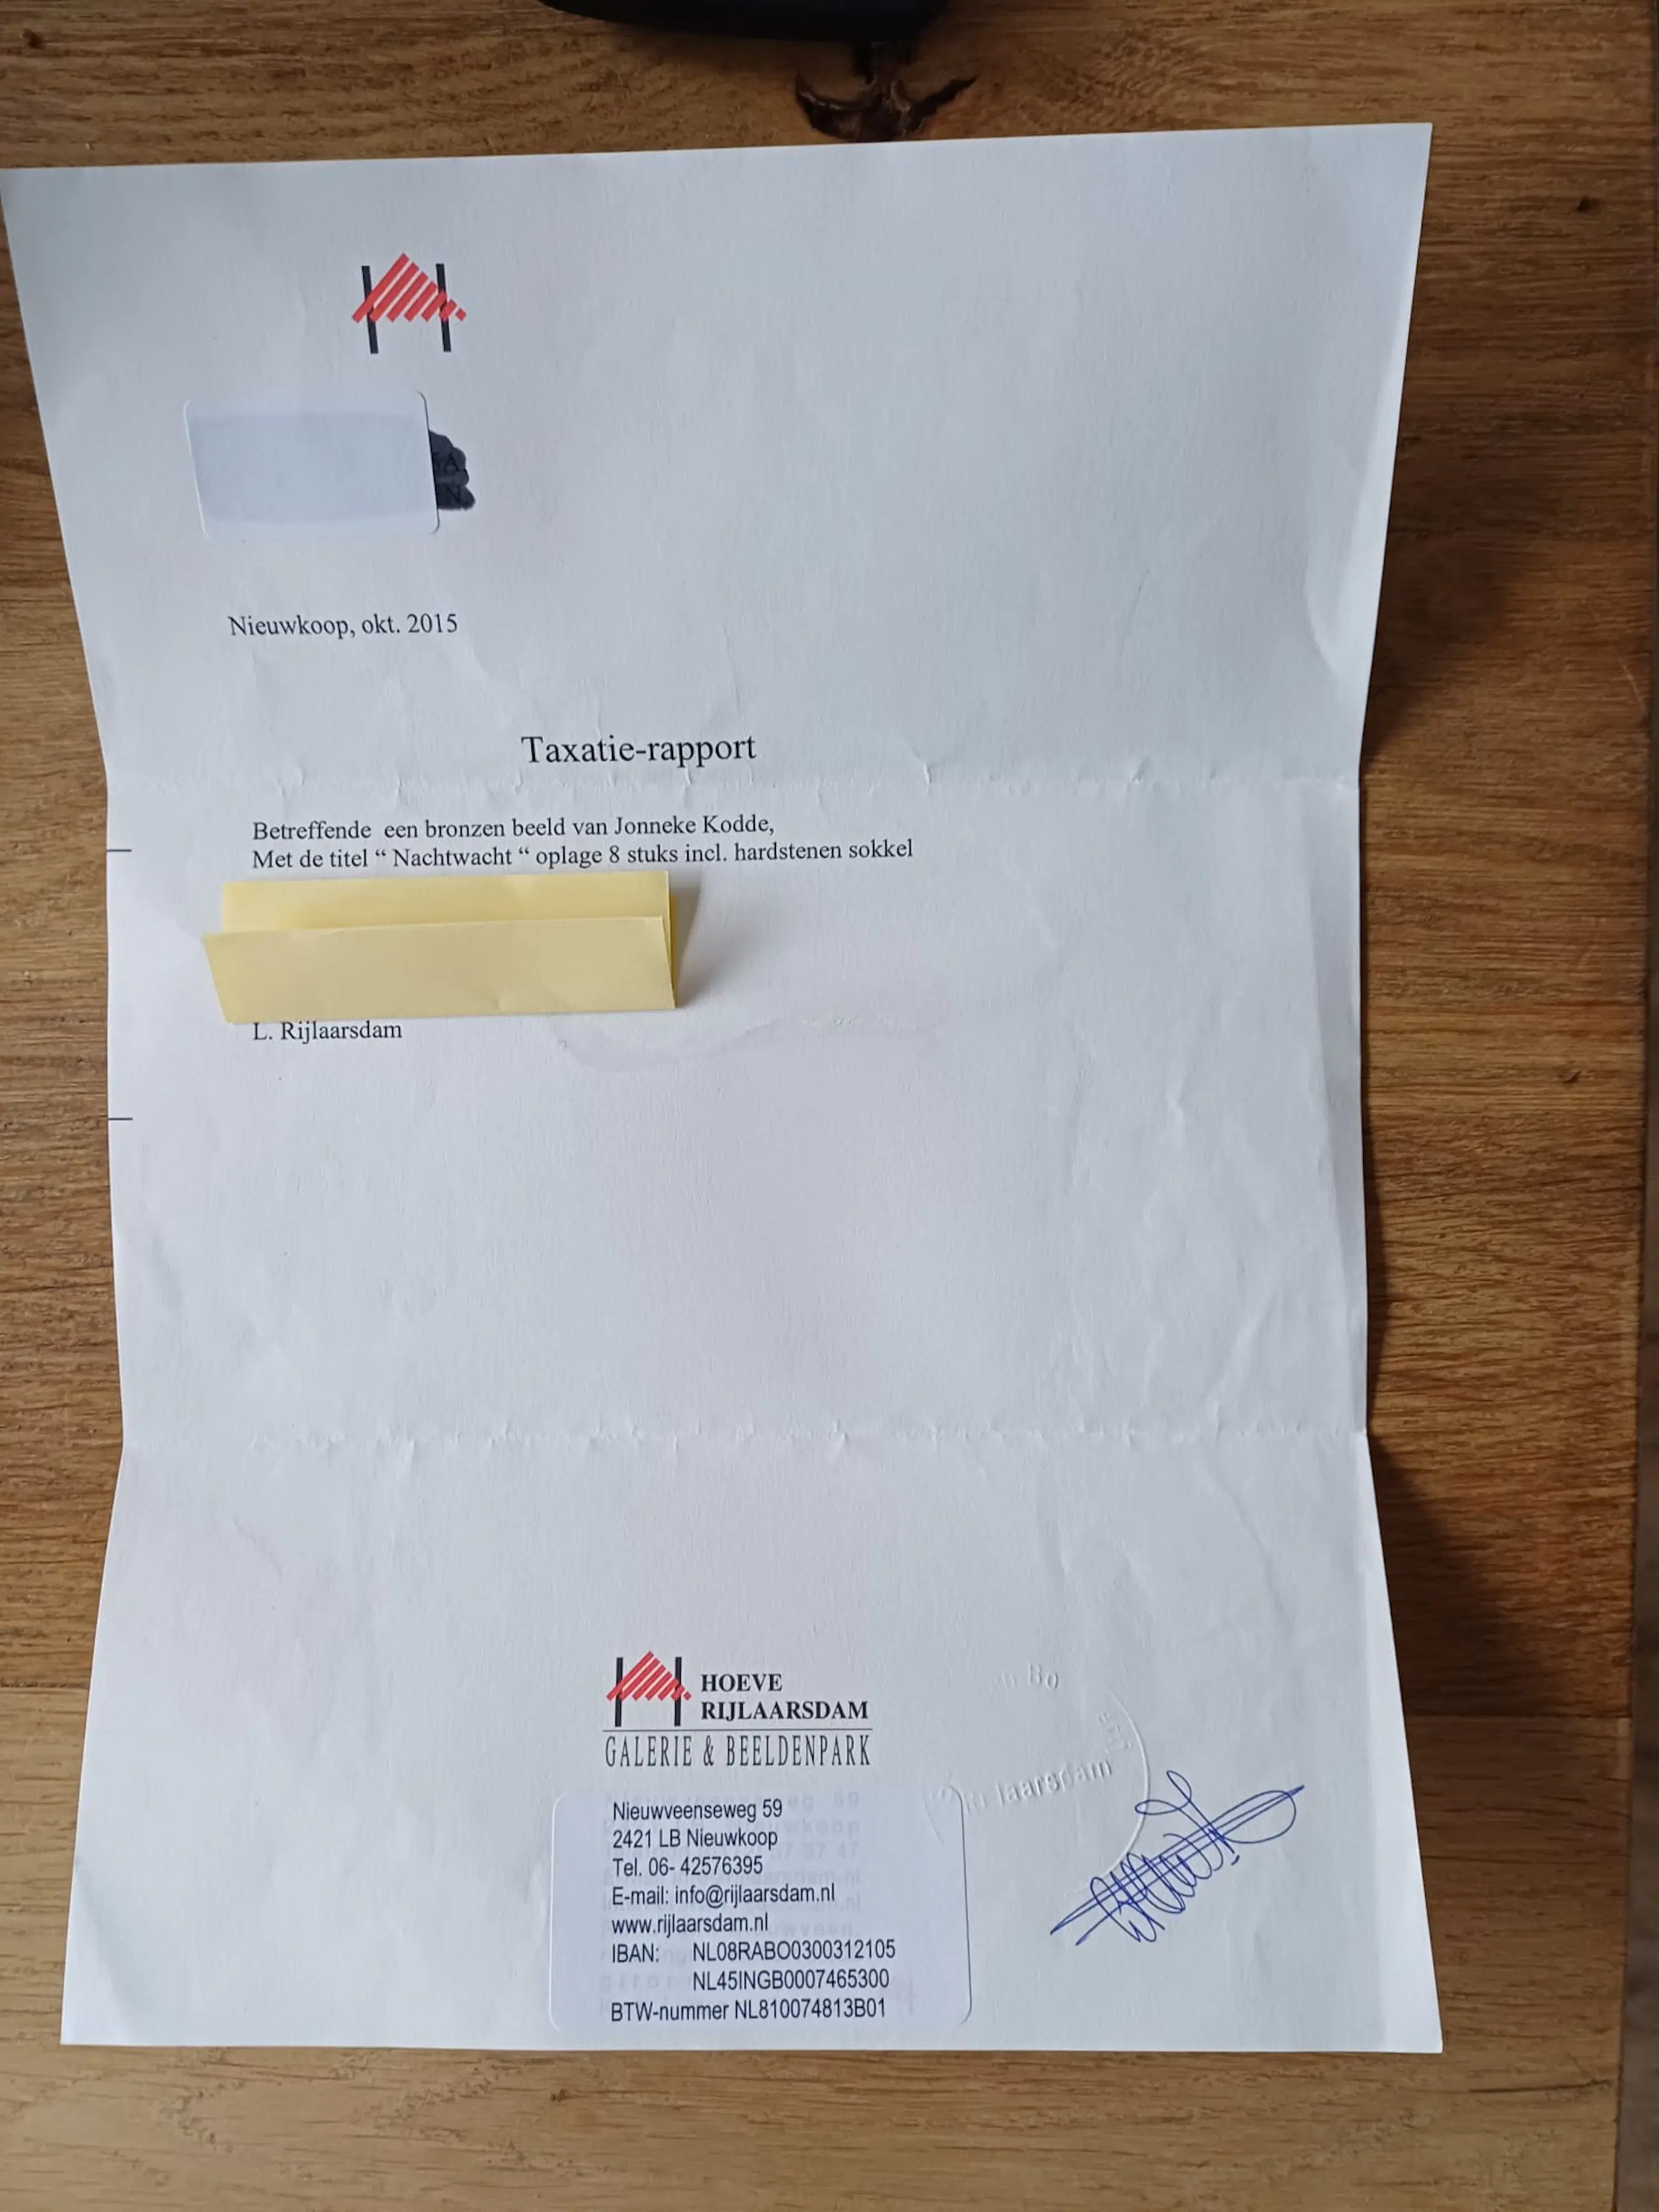 Nieuwkoop, okt. 2015
Taxatie-rapport
Betreffende een bronzen beeld van Jonneke Kodde,
Met de titel “ Nachtwacht “ oplage 8 stuks incl. hardstenen sokkel
L. Rijlaarsdam
HOEVE
RIJLAARSDAM
GALERIE & BEELDENPARK
Nieuwveenseweg 59
2421 LB Nieuwkoop
Tel. 06- 42576395
E-mail: info@rijlaarsdam.nl
www.rijlaarsdam.nl
IBAN: NL08RABO0300312105
NL45INGB0007465300
BTW-nummer NL810074813B01